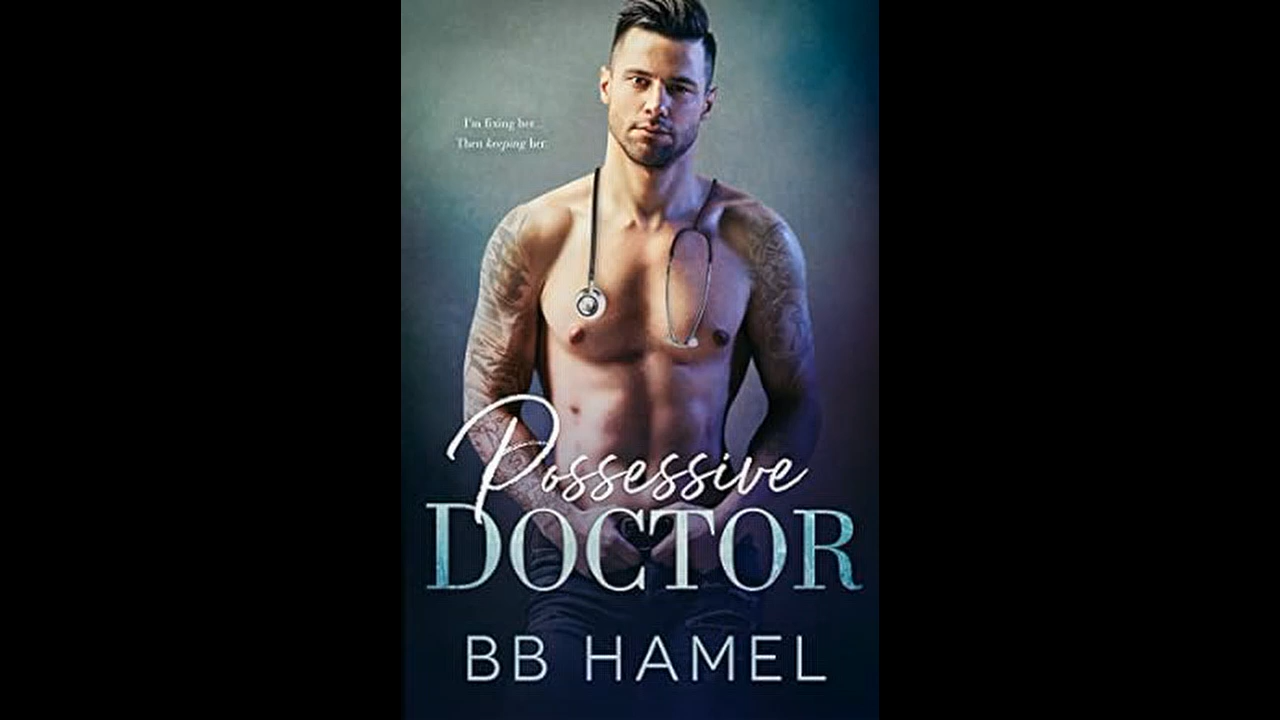 I'm fixing her...
Then keeping her.
Possessive
DOCTOR
BB HAMEL